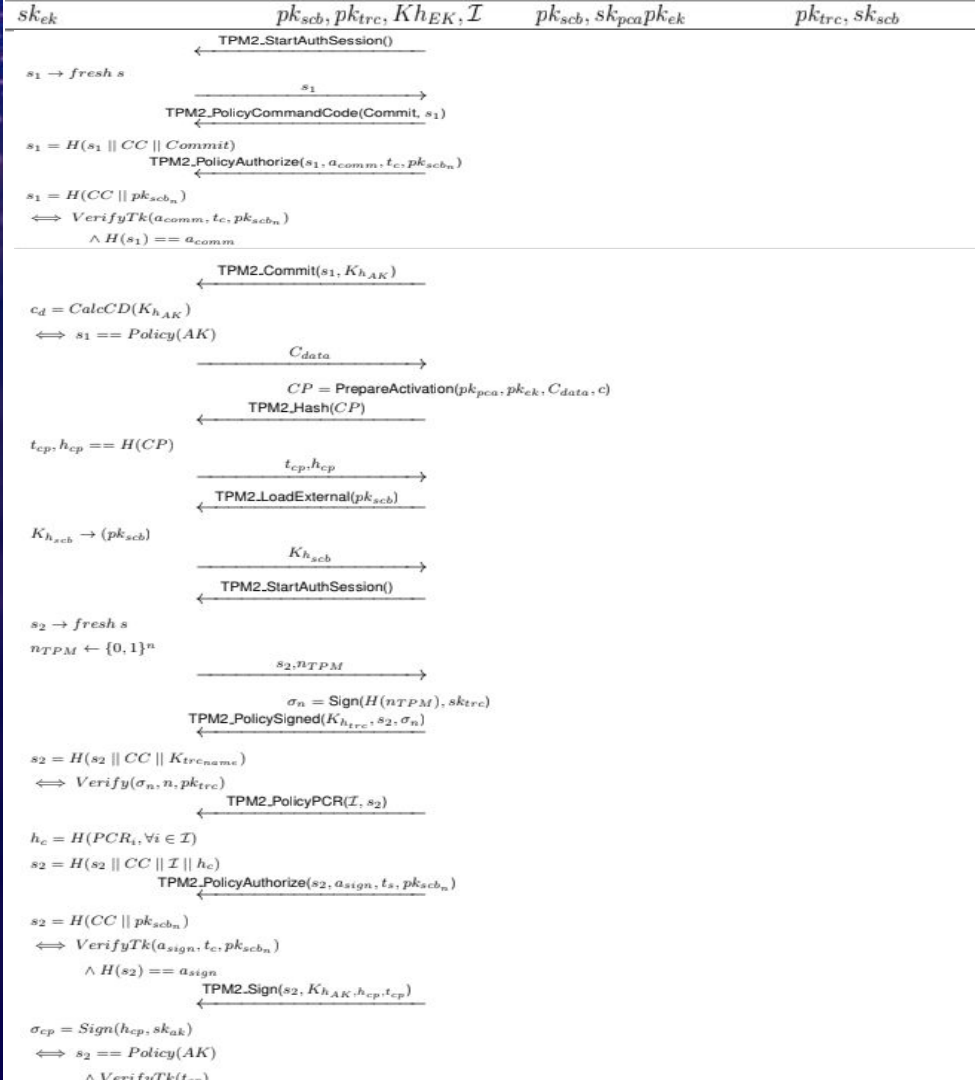 sk_ek pk_scb, pk_trc, Kh_EK, I pk_scb, sk_pca pk_ek pk_trc, sk_scb
TPM2_StartAuthSession()
s_1 → fresh s
s_1
TPM2_PolicyCommandCode(Commit, s_1)
s_1 = H(s_1 || CC || Commit)
TPM2_PolicyAuthorize(s_1, a_comm, t_c, pk_scb_n)
s_1 = H(CC || pk_scb_n)
⟺ VerifyTk(a_comm, t_c, pk_scb_n)
∧ H(s_1) == a_comm
TPM2_Commit(s_1, K_h_AK)
c_d = CalcCD(K_h_AK)
⟺ s_1 == Policy(AK)
C_data
CP = PrepareActivation(pk_pca, pk_ek, C_data, c)
TPM2_Hash(CP)
t_cp, h_cp == H(CP)
t_cp, h_cp
TPM2_LoadExternal(pk_scb)
K_h_scb → (pk_scb)
K_h_scb
TPM2_StartAuthSession()
s_2 → fresh s
n_TPM ← {0, 1}^n
s_2, n_TPM
σ_n = Sign(H(n_TPM), sk_trc)
TPM2_PolicySigned(K_h_trc, s_2, σ_n)
s_2 = H(s_2 || CC || K_trc_name)
⟺ Verify(σ_n, n, pk_trc)
TPM2_PolicyPCR(I, s_2)
h_c = H(PCR_i, ∀i ∈ I)
s_2 = H(s_2 || CC || I || h_c)
TPM2_PolicyAuthorize(s_2, a_sign, t_s, pk_scb_n)
s_2 = H(CC || pk_scb_n)
⟺ VerifyTk(a_sign, t_c, pk_scb_n)
∧ H(s_2) == a_sign
TPM2_Sign(s_2, K_h_AK, h_cp, t_cp)
σ_cp = Sign(h_cp, sk_ak)
⟺ s_2 == Policy(AK)
∧ VerifyTk(t_cp)